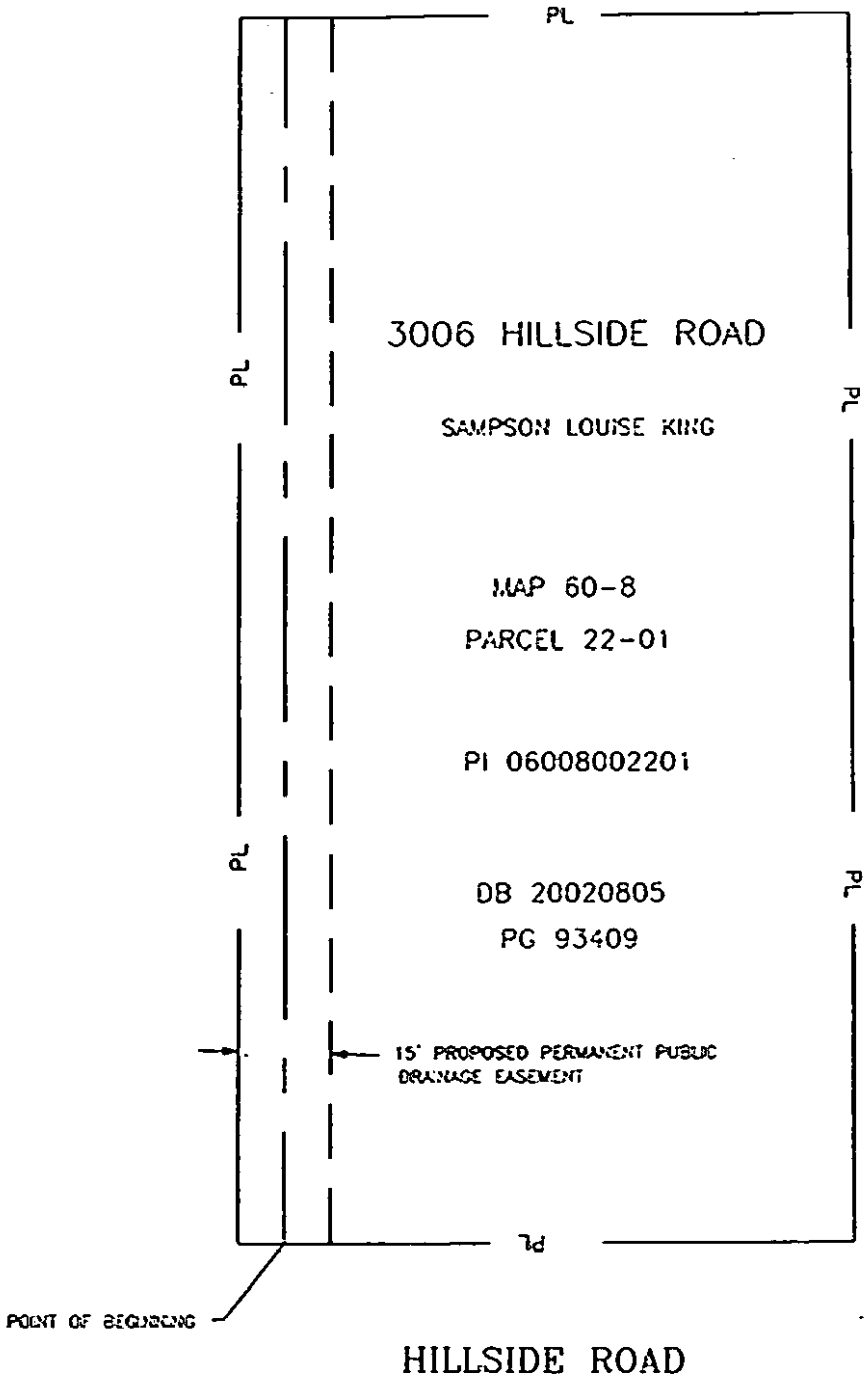 PL
3006 HILLSIDE ROAD
PL
PL
SAMPSON LOUISE KING
MAP 60-8
PARCEL 22-01
PI 06008002201
PL
PL
DB 20020805
PG 93409
15' PROPOSED PERMANENT PUBLIC
DRAINAGE EASEMENT
PL
POINT OF BEGINNING
HILLSIDE ROAD